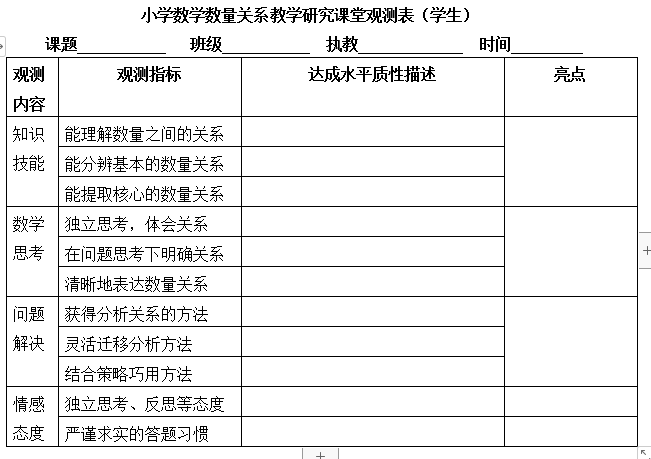 小学数学数量关系教学研究课堂观测表（学生）
课题__________ 班级__________ 执教____________ 时间________
观测内容 观测指标 达成水平质性描述 亮点
知识技能 能理解数量之间的关系
能分辨基本的数量关系
能提取核心的数量关系
数学思考 独立思考，体会关系
在问题思考下明确关系
清晰地表达数量关系
问题解决 获得分析关系的方法
灵活迁移分析方法
结合策略巧用方法
情感态度 独立思考、反思等态度
严谨求实的答题习惯